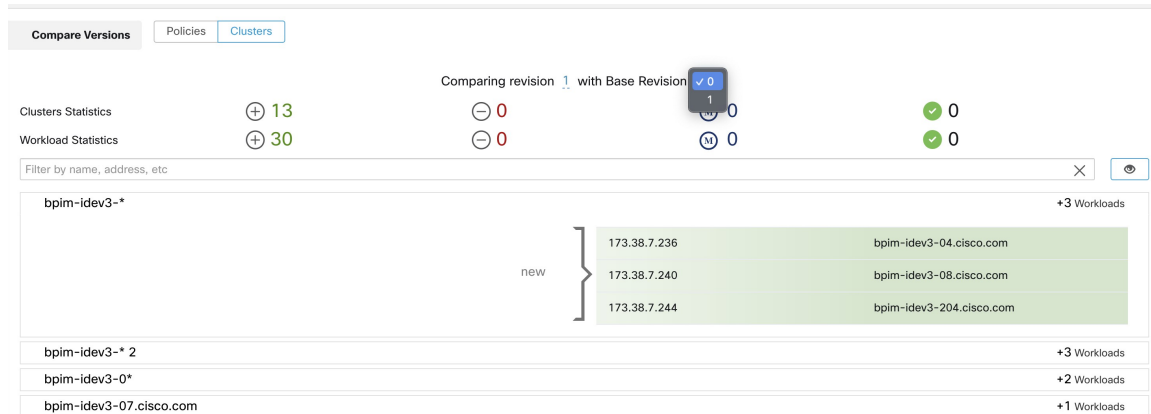 Compare Versions Policies Clusters
Comparing revision 1 with Base Revision ✓ 0
1
Clusters Statistics + 13 − 0 M 0 ✓ 0
Workload Statistics + 30 − 0 M 0 ✓ 0
Filter by name, address, etc
bpim-idev3-* +3 Workloads
173.38.7.236 bpim-idev3-04.cisco.com
new 173.38.7.240 bpim-idev3-08.cisco.com
173.38.7.244 bpim-idev3-204.cisco.com
bpim-idev3-* 2 +3 Workloads
bpim-idev3-0* +2 Workloads
bpim-idev3-07.cisco.com +1 Workloads